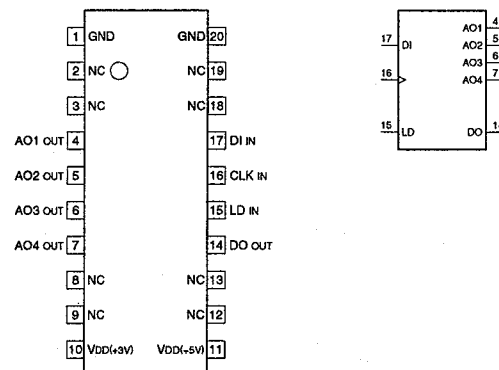 1 GND GND 20
2 NC NC 19
3 NC NC 18
AO1 OUT 4 17 DI IN
AO2 OUT 5 16 CLK IN
AO3 OUT 6 15 LD IN
AO4 OUT 7 14 DO OUT
8 NC NC 13
9 NC NC 12
10 VDD(+3V) VDD(+5V) 11
AO1 4
17 DI AO2 5
AO3 6
16 AO4 7
15 LD DO